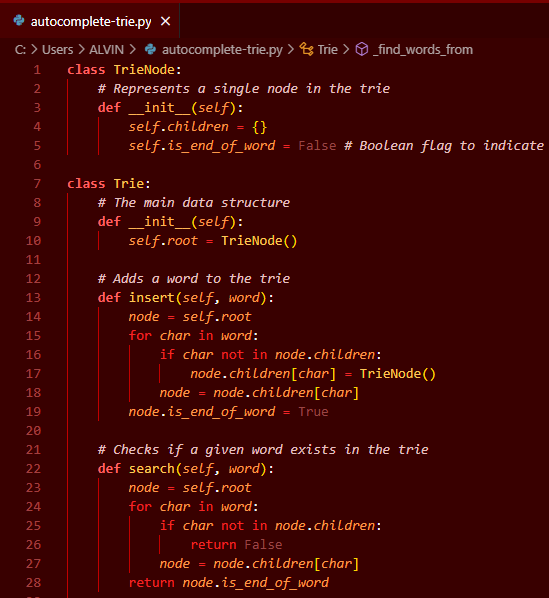 autocomplete-trie.py ×
C: > Users > ALVIN > autocomplete-trie.py > Trie > _find_words_from
1 class TrieNode:
2     # Represents a single node in the trie
3     def __init__(self):
4         self.children = {}
5         self.is_end_of_word = False # Boolean flag to indicate
6
7 class Trie:
8     # The main data structure
9     def __init__(self):
10         self.root = TrieNode()
11
12     # Adds a word to the trie
13     def insert(self, word):
14         node = self.root
15         for char in word:
16             if char not in node.children:
17                 node.children[char] = TrieNode()
18             node = node.children[char]
19         node.is_end_of_word = True
20
21     # Checks if a given word exists in the trie
22     def search(self, word):
23         node = self.root
24         for char in word:
25             if char not in node.children:
26                 return False
27             node = node.children[char]
28         return node.is_end_of_word